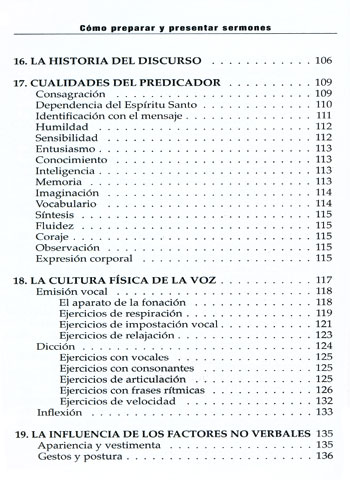 Cómo preparar y presentar sermones
16. LA HISTORIA DEL DISCURSO . . . . . . . . . . . . 106
17. CUALIDADES DEL PREDICADOR . . . . . . . . . . 109
Consagración . . . . . . . . . . . . . . . . . . . . . . . . 109
Dependencia del Espíritu Santo . . . . . . . . . . . . 110
Identificación con el mensaje . . . . . . . . . . . . . . 111
Humildad . . . . . . . . . . . . . . . . . . . . . . . . 112
Sensibilidad . . . . . . . . . . . . . . . . . . . . . . . . 112
Entusiasmo . . . . . . . . . . . . . . . . . . . . . . . . 113
Conocimiento . . . . . . . . . . . . . . . . . . . . . . 113
Inteligencia . . . . . . . . . . . . . . . . . . . . . . . . 113
Memoria . . . . . . . . . . . . . . . . . . . . . . . . 113
Imaginación . . . . . . . . . . . . . . . . . . . . . . . . 114
Vocabulario . . . . . . . . . . . . . . . . . . . . . . . . 114
Síntesis . . . . . . . . . . . . . . . . . . . . . . . . . . 115
Fluidez . . . . . . . . . . . . . . . . . . . . . . . . . . 115
Coraje . . . . . . . . . . . . . . . . . . . . . . . . . . 115
Observación . . . . . . . . . . . . . . . . . . . . . . . . 115
Expresión corporal . . . . . . . . . . . . . . . . . . . . 115
18. LA CULTURA FÍSICA DE LA VOZ . . . . . . . . . . . 117
Emisión vocal . . . . . . . . . . . . . . . . . . . . . . 118
El aparato de la fonación . . . . . . . . . . . . . . 118
Ejercicios de respiración . . . . . . . . . . . . . . . 119
Ejercicios de impostación vocal . . . . . . . . . . . 121
Ejercicios de relajación . . . . . . . . . . . . . . . . 123
Dicción . . . . . . . . . . . . . . . . . . . . . . . . . . 124
Ejercicios con vocales . . . . . . . . . . . . . . . . 125
Ejercicios con consonantes . . . . . . . . . . . . . 125
Ejercicios de articulación . . . . . . . . . . . . . . 125
Ejercicios con frases rítmicas . . . . . . . . . . . . 126
Ejercicios de velocidad . . . . . . . . . . . . . . . 132
Inflexión . . . . . . . . . . . . . . . . . . . . . . . . 133
19. LA INFLUENCIA DE LOS FACTORES NO VERBALES 135
Apariencia y vestimenta . . . . . . . . . . . . . . . . 135
Gestos y postura . . . . . . . . . . . . . . . . . . . . . 136